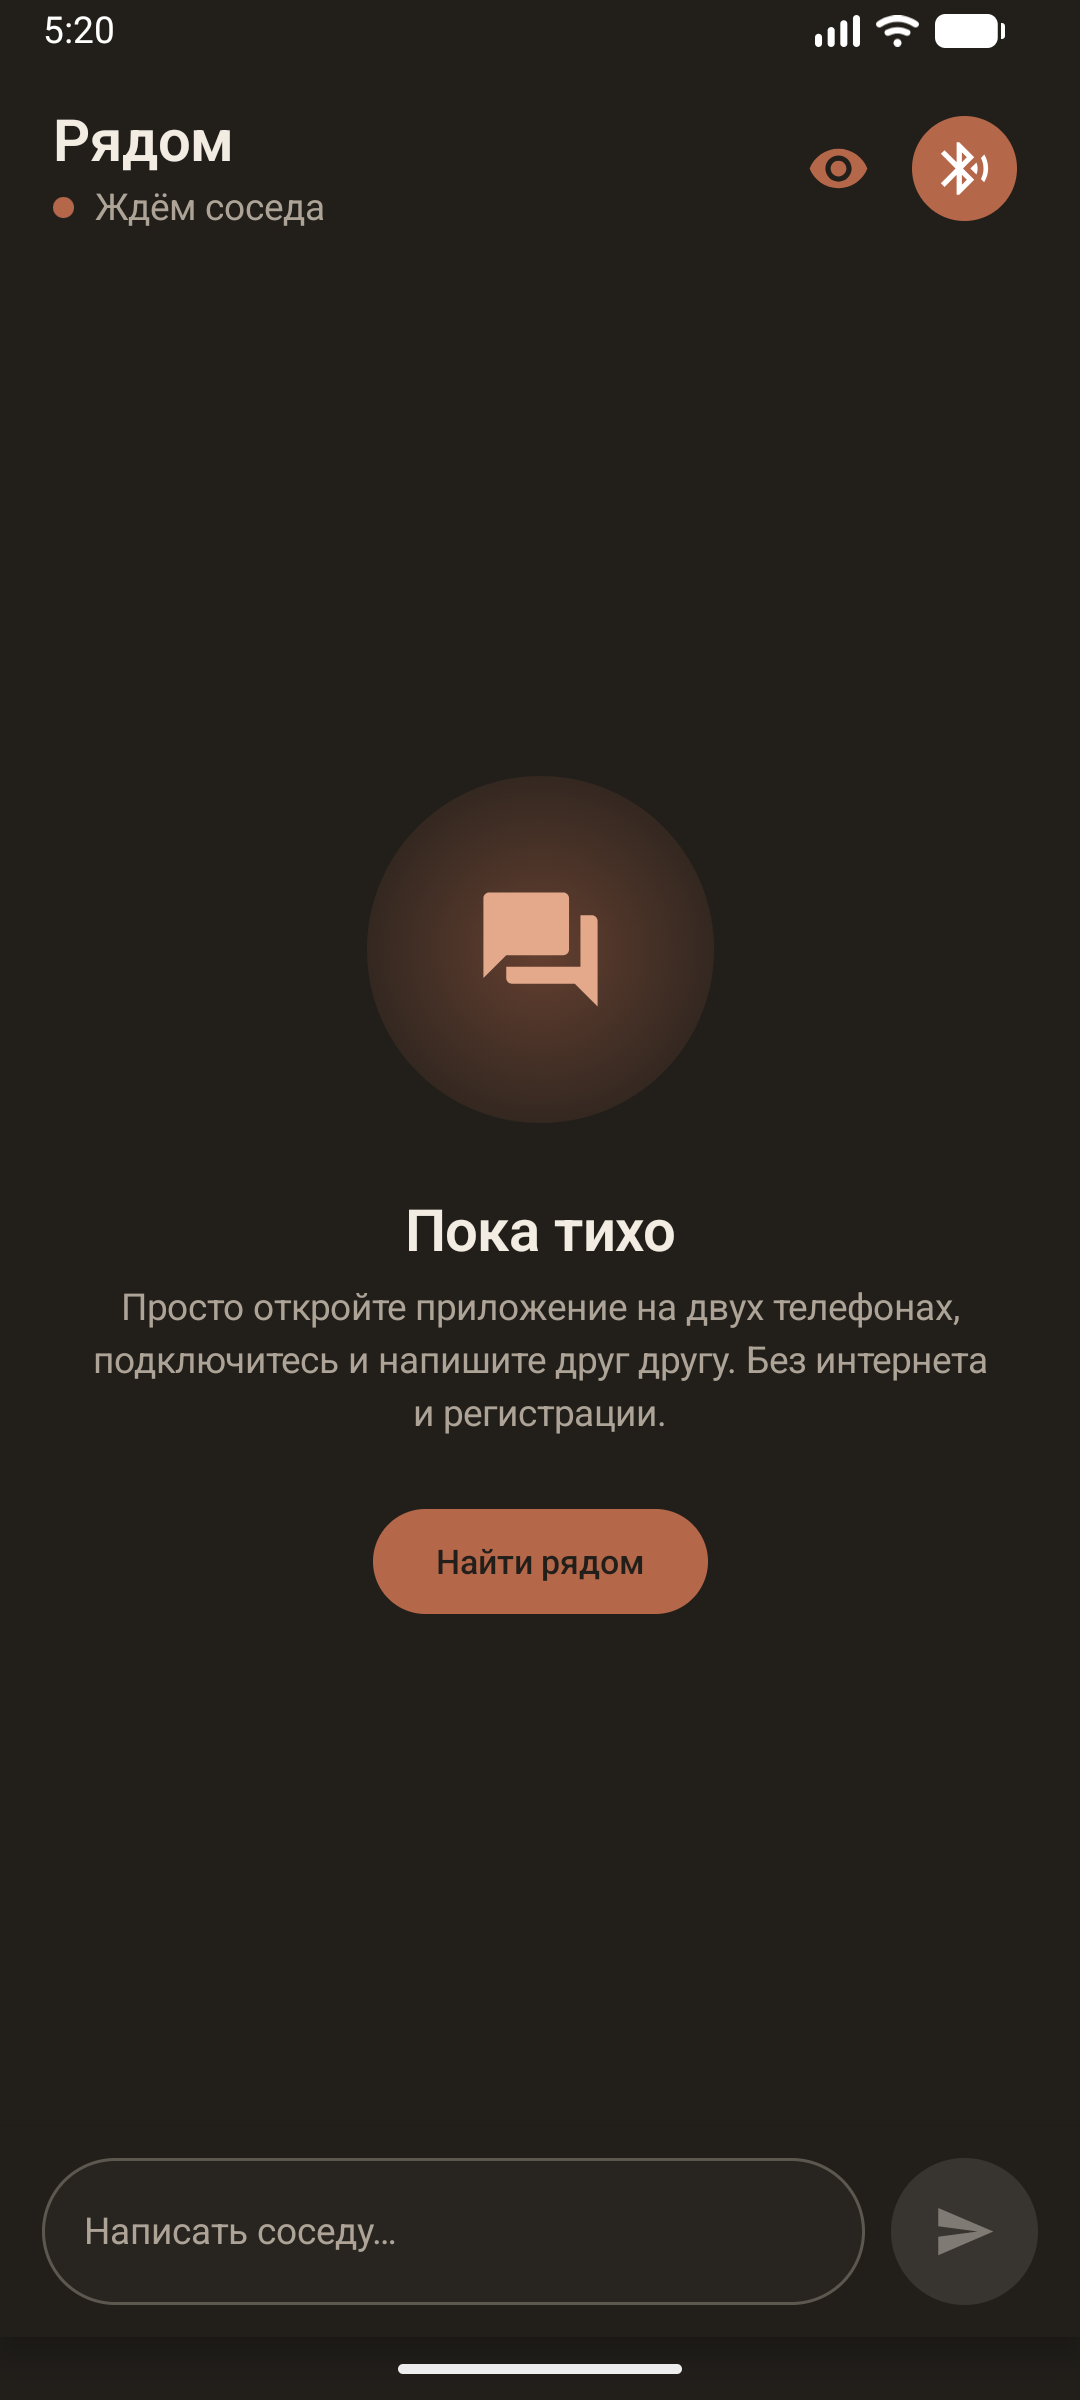 5:20
Рядом
Ждём соседа
Пока тихо
Просто откройте приложение на двух телефонах,
подключитесь и напишите друг другу. Без интернета
и регистрации.
Найти рядом
Написать соседу...